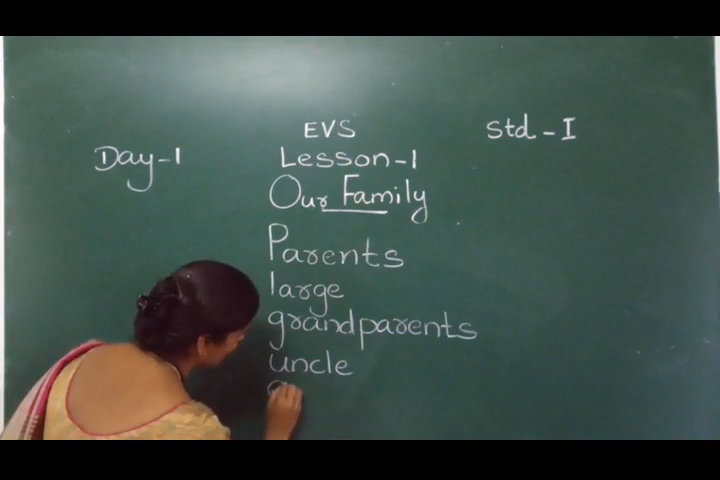 EVS
Std - I
Day-1
Lesson-1
Our Family
Parents
large
grandparents
uncle